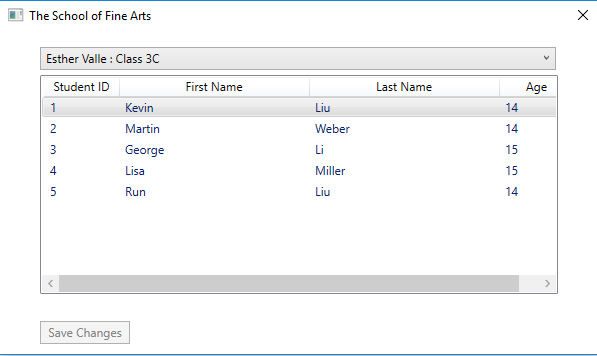 The School of Fine Arts
Esther Valle : Class 3C
Student ID First Name Last Name Age
1 Kevin Liu 14
2 Martin Weber 14
3 George Li 15
4 Lisa Miller 15
5 Run Liu 14
Save Changes